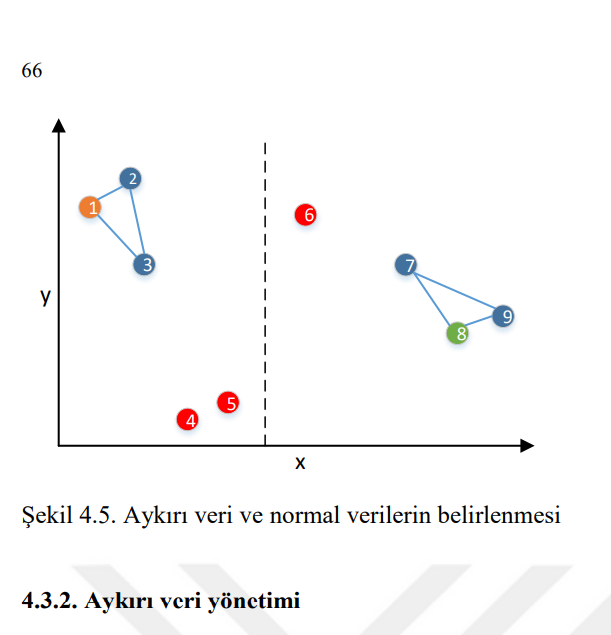 66
2
1
6
3
7
y
9
8
5
4
x
Şekil 4.5. Aykırı veri ve normal verilerin belirlenmesi
4.3.2. Aykırı veri yönetimi